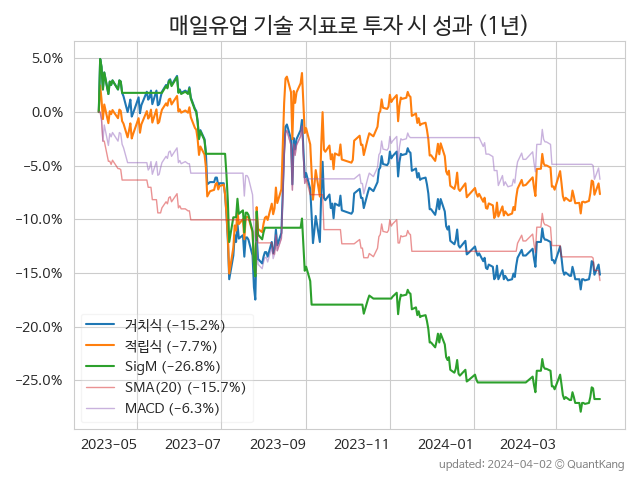 매일유업 기술 지표로 투자 시 성과 (1년)
5.0%
0.0%
−5.0%
−10.0%
−15.0%
−20.0%
−25.0%
거치식 (−15.2%)
적립식 (−7.7%)
SigM (−26.8%)
SMA(20) (−15.7%)
MACD (−6.3%)
2023-05 2023-07 2023-09 2023-11 2024-01 2024-03
updated: 2024-04-02 © QuantKang